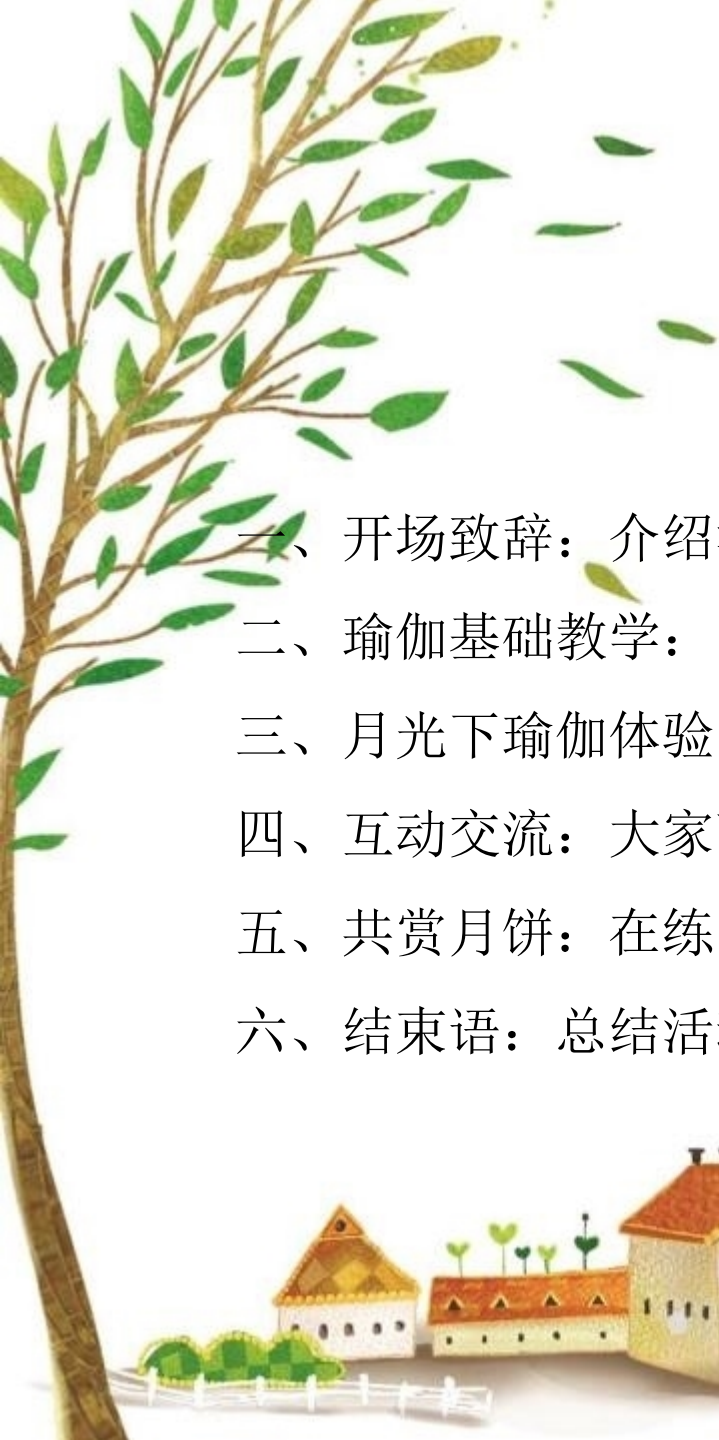 一、开场致辞：介绍
二、瑜伽基础教学：
三、月光下瑜伽体验
四、互动交流：大家
五、共赏月饼：在练
六、结束语：总结活